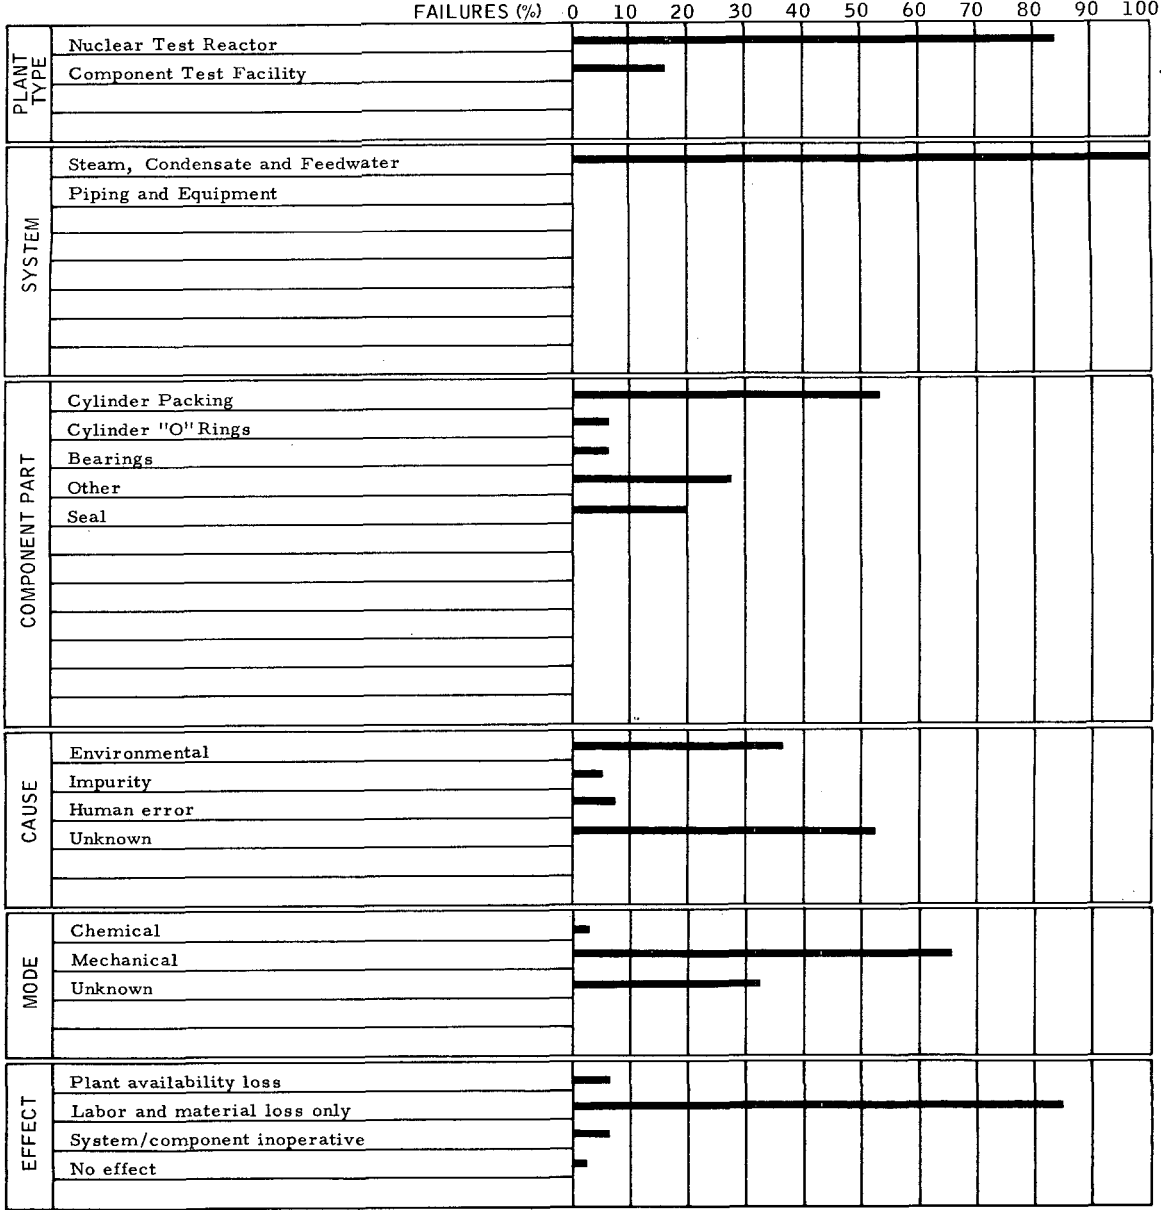 FAILURES (%) 0 10 20 30 40 50 60 70 80 90 100
PLANT
TYPE
Nuclear Test Reactor
Component Test Facility
SYSTEM
Steam, Condensate and Feedwater
Piping and Equipment
COMPONENT PART
Cylinder Packing
Cylinder "O" Rings
Bearings
Other
Seal
CAUSE
Environmental
Impurity
Human error
Unknown
MODE
Chemical
Mechanical
Unknown
EFFECT
Plant availability loss
Labor and material loss only
System/component inoperative
No effect